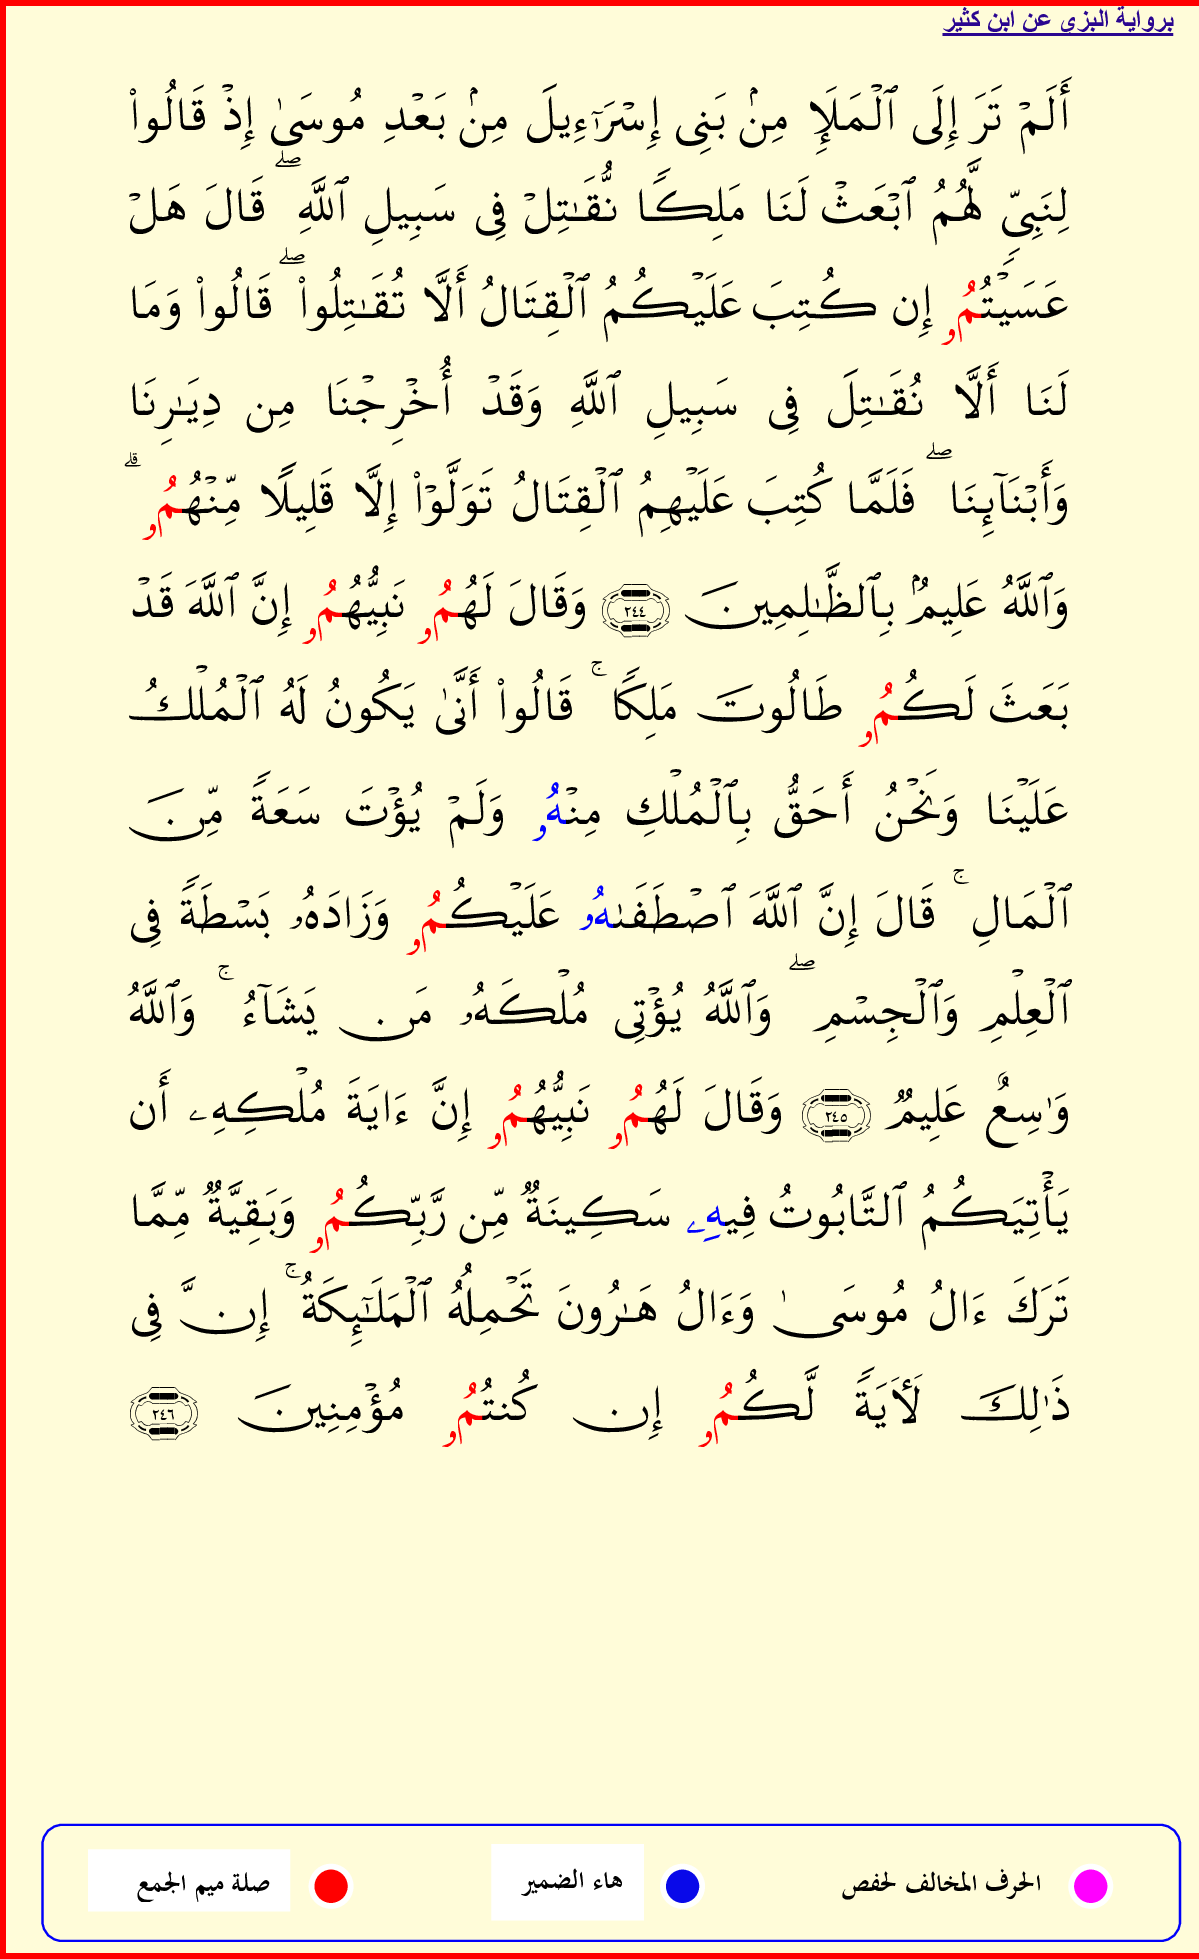 برواية البزى عن ابن كثير
أَلَمۡ تَرَ إِلَى ٱلۡمَلَإِ مِنۢ بَنِى إِسۡرَٰٓءِيلَ مِنۢ بَعۡدِ مُوسَىٰ إِذۡ قَالُواْ
لِنَبِىّٖ لَّهُمُ ٱبۡعَثۡ لَنَا مَلِكٗا نُّقَٰتِلۡ فِى سَبِيلِ ٱللَّهِۖ قَالَ هَلۡ
عَسَيۡتُمُۥ إِن كُتِبَ عَلَيۡكُمُ ٱلۡقِتَالُ أَلَّا تُقَٰتِلُواْۖ قَالُواْ وَمَا
لَنَا أَلَّا نُقَٰتِلَ فِى سَبِيلِ ٱللَّهِ وَقَدۡ أُخۡرِجۡنَا مِن دِيَٰرِنَا
وَأَبۡنَآئِنَاۖ فَلَمَّا كُتِبَ عَلَيۡهِمُ ٱلۡقِتَالُ تَوَلَّوۡاْ إِلَّا قَلِيلٗا مِّنۡهُمُۥۗ
وَٱللَّهُ عَلِيمُۢ بِٱلظَّٰلِمِينَ ٢٤٤ وَقَالَ لَهُمُۥ نَبِيُّهُمُۥ إِنَّ ٱللَّهَ قَدۡ
بَعَثَ لَكُمُۥ طَالُوتَ مَلِكٗاۚ قَالُواْ أَنَّىٰ يَكُونُ لَهُ ٱلۡمُلۡكُ
عَلَيۡنَا وَنَحۡنُ أَحَقُّ بِٱلۡمُلۡكِ مِنۡهُۥ وَلَمۡ يُؤۡتَ سَعَةٗ مِّنَ
ٱلۡمَالِۚ قَالَ إِنَّ ٱللَّهَ ٱصۡطَفَىٰهُۥ عَلَيۡكُمُۥ وَزَادَهُۥ بَسۡطَةٗ فِى
ٱلۡعِلۡمِ وَٱلۡجِسۡمِۖ وَٱللَّهُ يُؤۡتِى مُلۡكَهُۥ مَن يَشَآءُۚ وَٱللَّهُ
وَٰسِعٌ عَلِيمٞ ٢٤٥ وَقَالَ لَهُمُۥ نَبِيُّهُمُۥ إِنَّ ءَايَةَ مُلۡكِهِۦ أَن
يَأۡتِيَكُمُ ٱلتَّابُوتُ فِيهِۦ سَكِينَةٞ مِّن رَّبِّكُمُۥ وَبَقِيَّةٞ مِّمَّا
تَرَكَ ءَالُ مُوسَىٰ وَءَالُ هَٰرُونَ تَحۡمِلُهُ ٱلۡمَلَٰٓئِكَةُۚ إِنَّ فِى
ذَٰلِكَ لَأٓيَةٗ لَّكُمُۥ إِن كُنتُمُۥ مُؤۡمِنِينَ ٢٤٦
الحرف المخالف لحفص هاء الضمير صلة ميم الجمع